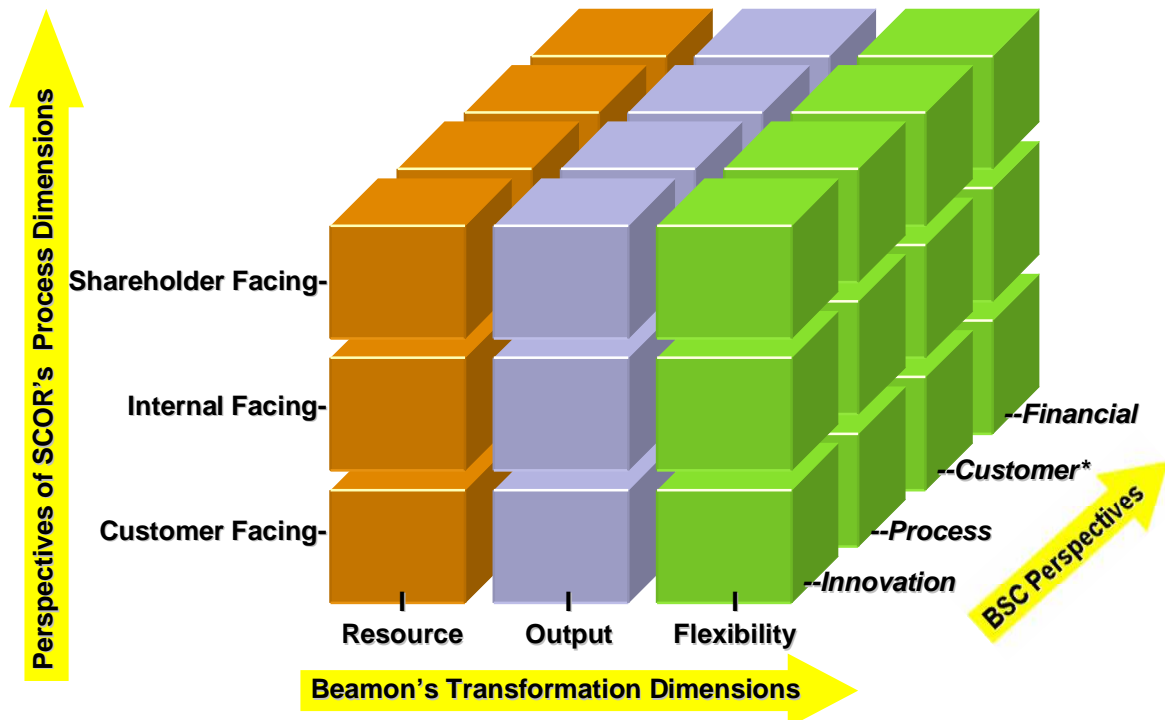 Perspectives of SCOR's Process Dimensions
Shareholder Facing-
Internal Facing-
Customer Facing-
--Financial
--Customer*
--Process
--Innovation
BSC Perspectives
Resource
Output
Flexibility
Beamon's Transformation Dimensions